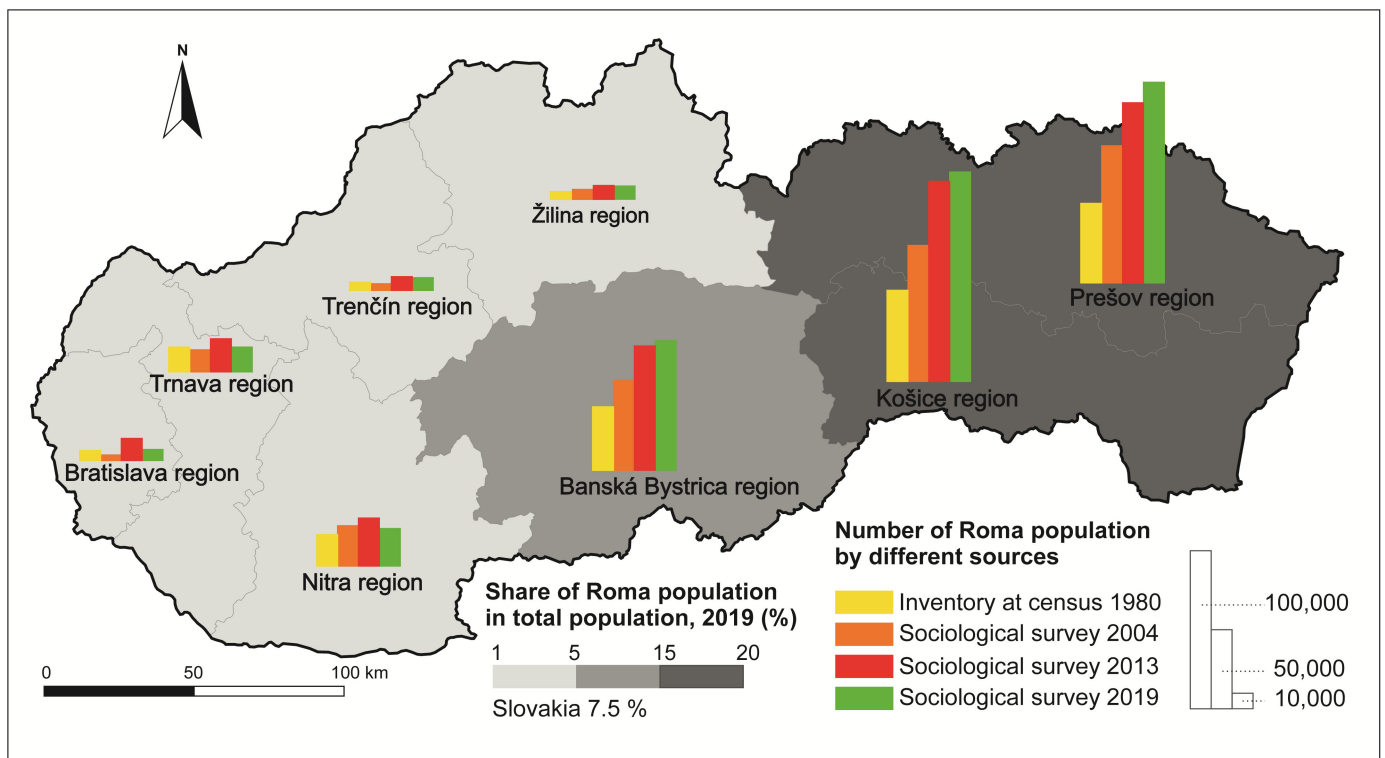 N
Žilina region
Trenčín region
Trnava region
Bratislava region
Nitra region
Banská Bystrica region
Košice region
Prešov region
0 50 100 km
Share of Roma population
in total population, 2019 (%)
1 5 15 20
Slovakia 7.5 %
Number of Roma population
by different sources
Inventory at census 1980
Sociological survey 2004
Sociological survey 2013
Sociological survey 2019
100,000
50,000
10,000